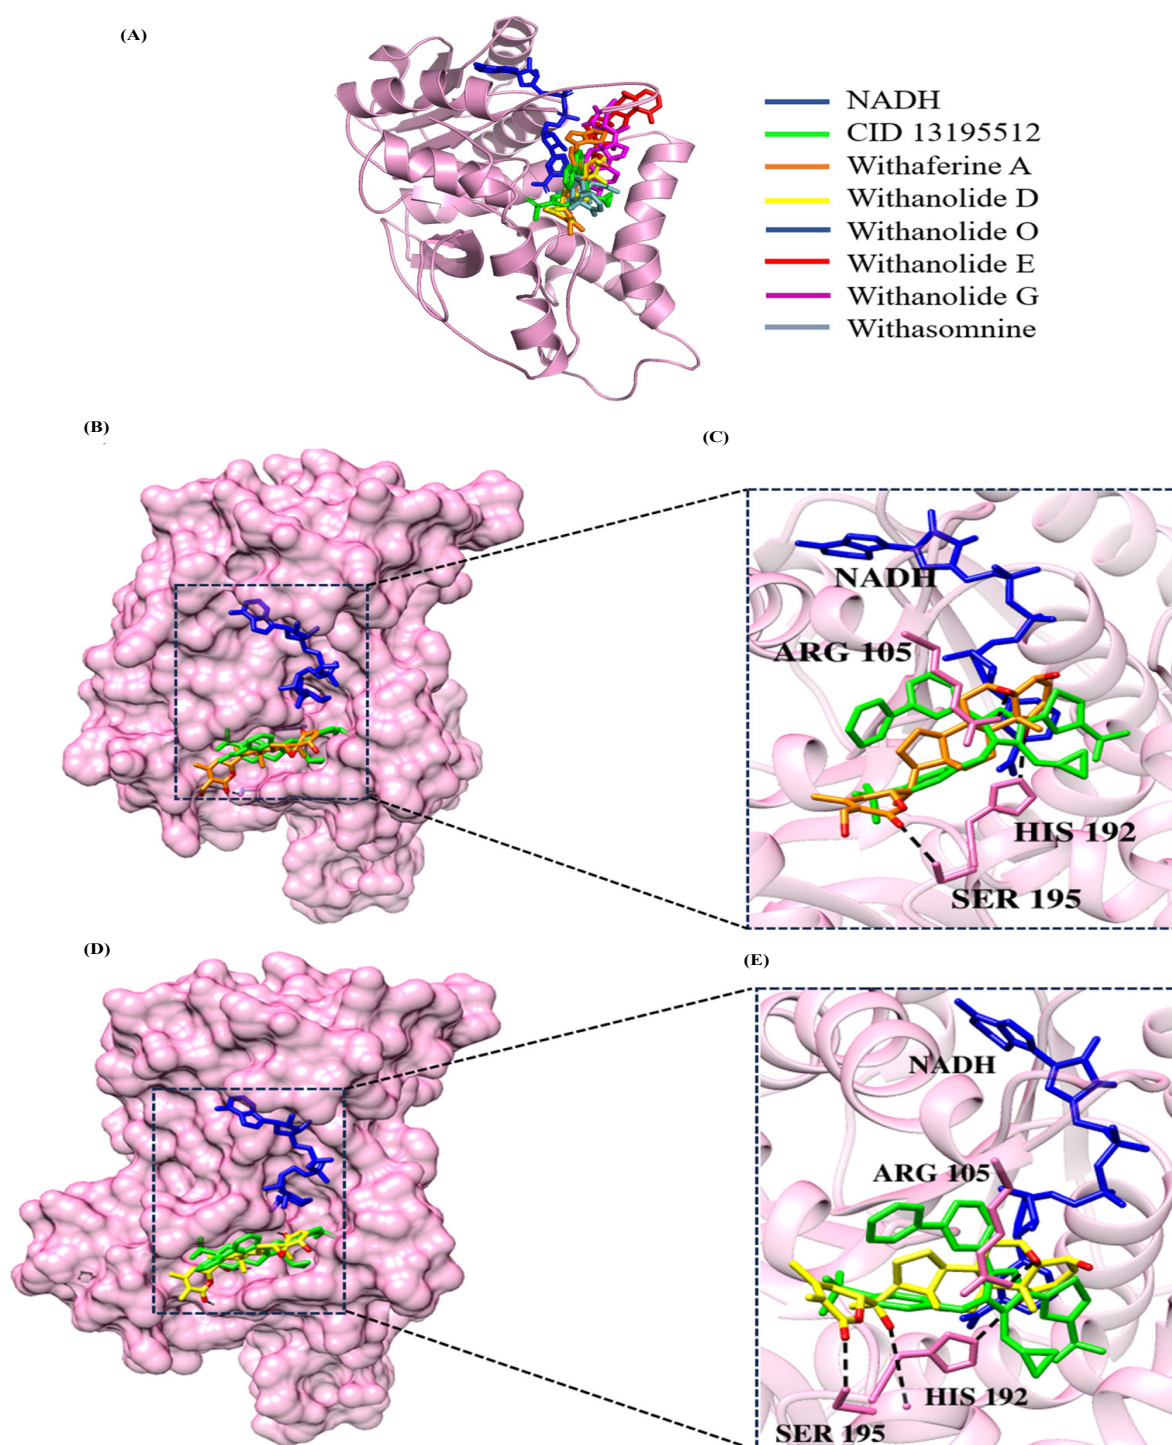 (A)
NADH
CID 13195512
Withaferine A
Withanolide D
Withanolide O
Withanolide E
Withanolide G
Withasomnine
(B)
(C)
NADH
ARG 105
HIS 192
SER 195
(D)
(E)
NADH
ARG 105
HIS 192
SER 195